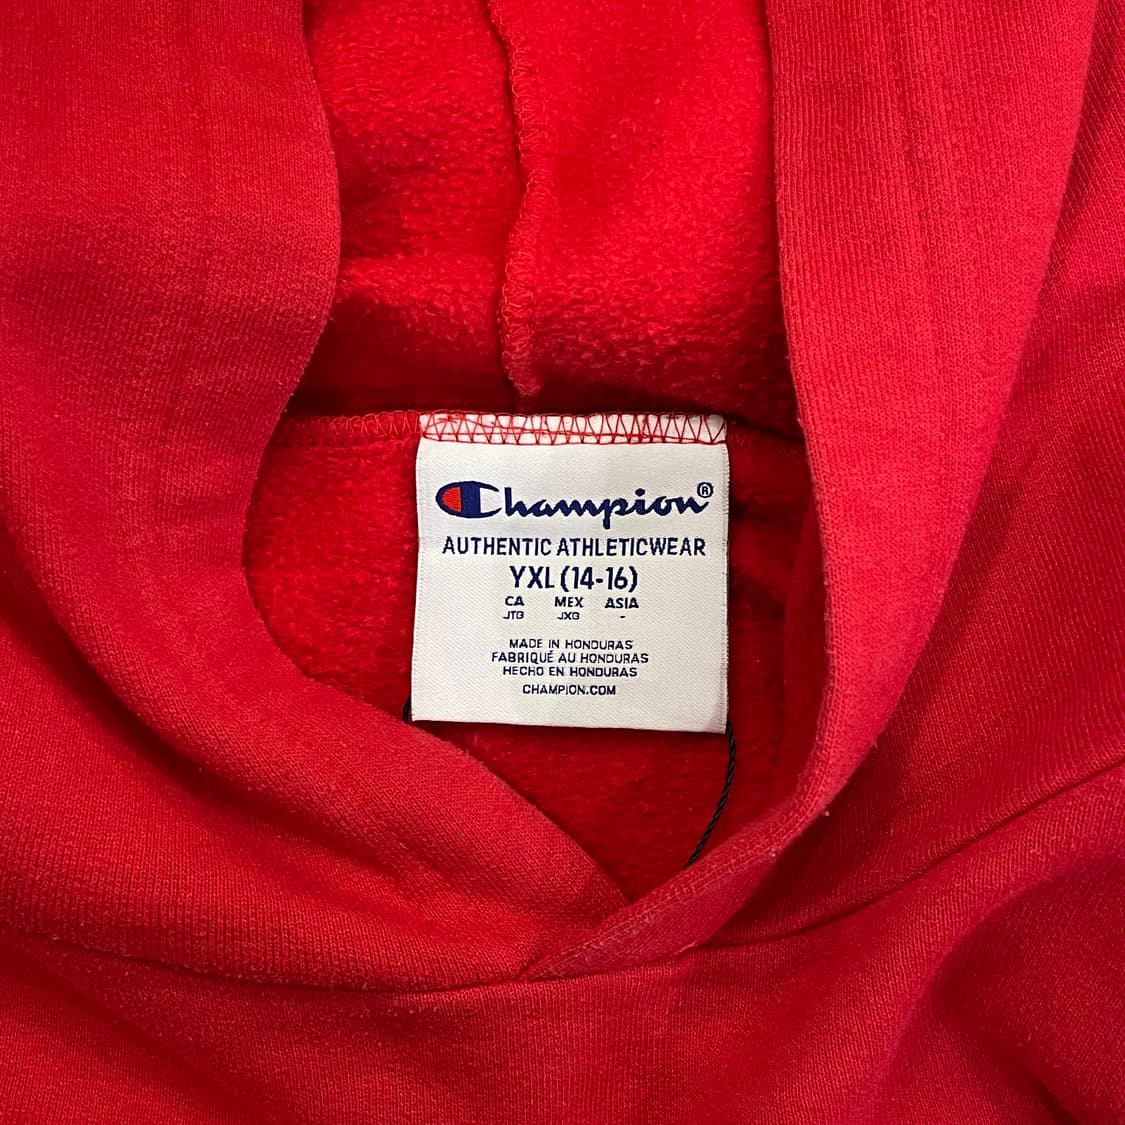 Champion®
AUTHENTIC ATHLETICWEAR
YXL (14-16)
CA MEX ASIA
JTG JXG -
MADE IN HONDURAS
FABRIQUÉ AU HONDURAS
HECHO EN HONDURAS
CHAMPION.COM